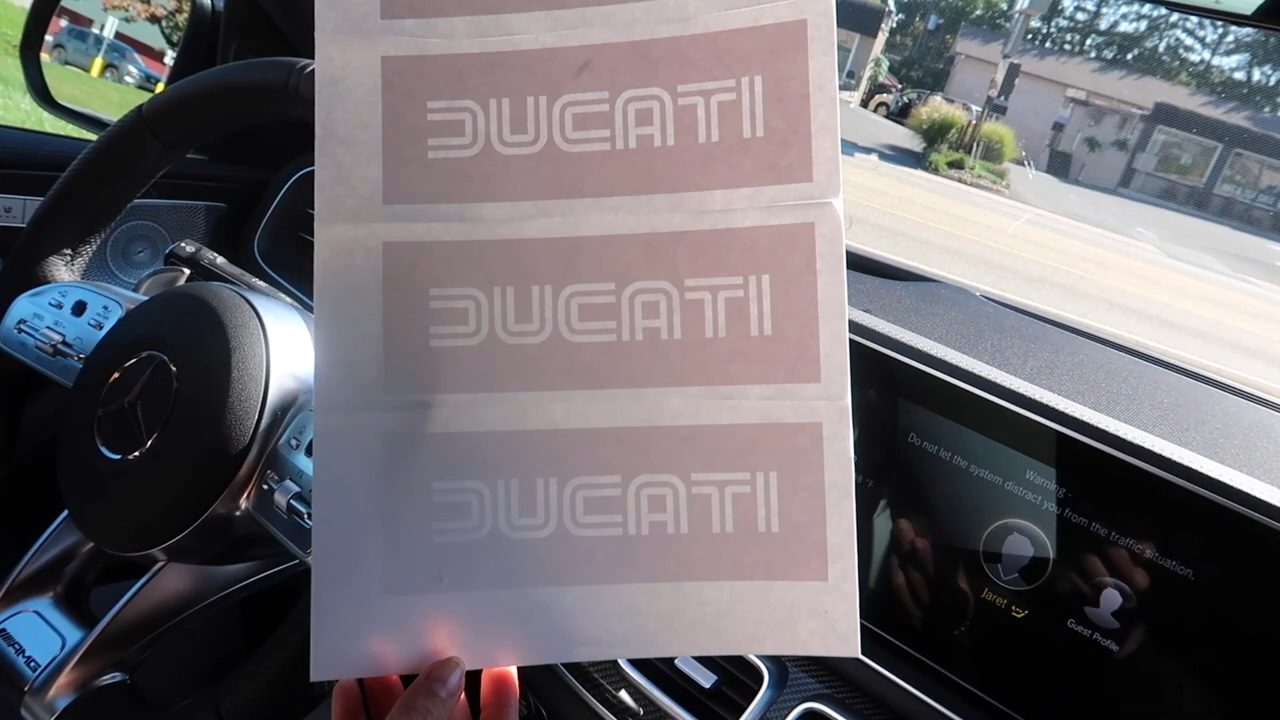 DUCATI
DUCATI
DUCATI
Warning
Do not let the system distract you from the traffic situation.
Jaret
Guest Profile
AMG